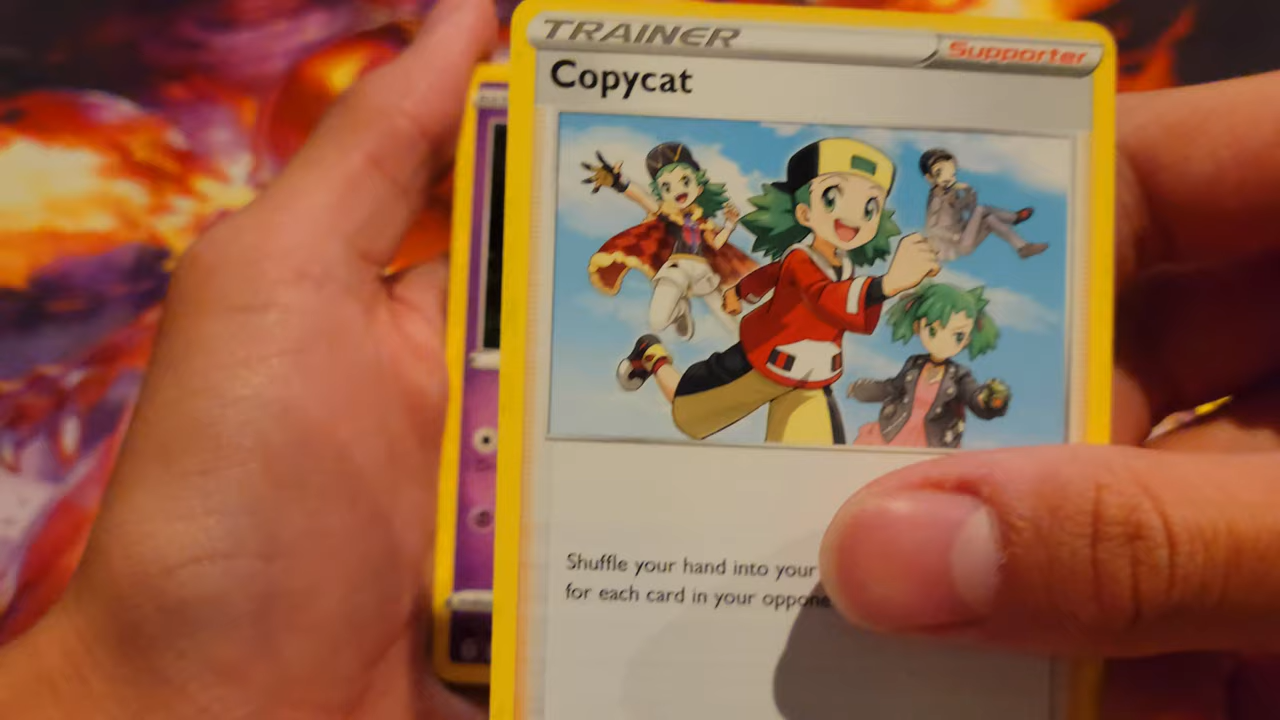 TRAINER
Supporter
Copycat
Shuffle your hand into your
for each card in your oppone